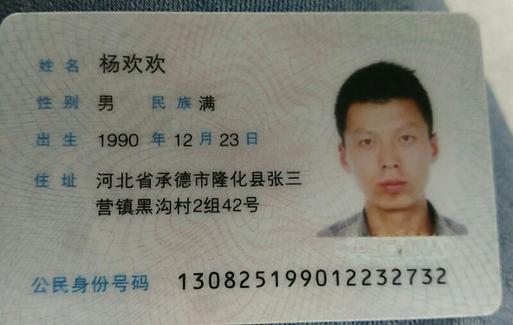 姓名 杨欢欢
性别 男 民族 满
出生 1990 年 12 月 23 日
住址 河北省承德市隆化县张三
营镇黑沟村2组42号
公民身份号码 130825199012232732